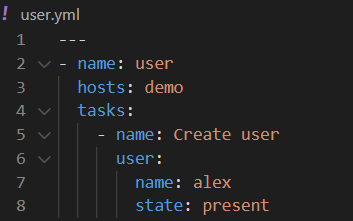 ! user.yml
1 ---
2 - name: user
3 hosts: demo
4 tasks:
5 - name: Create user
6 user:
7 name: alex
8 state: present